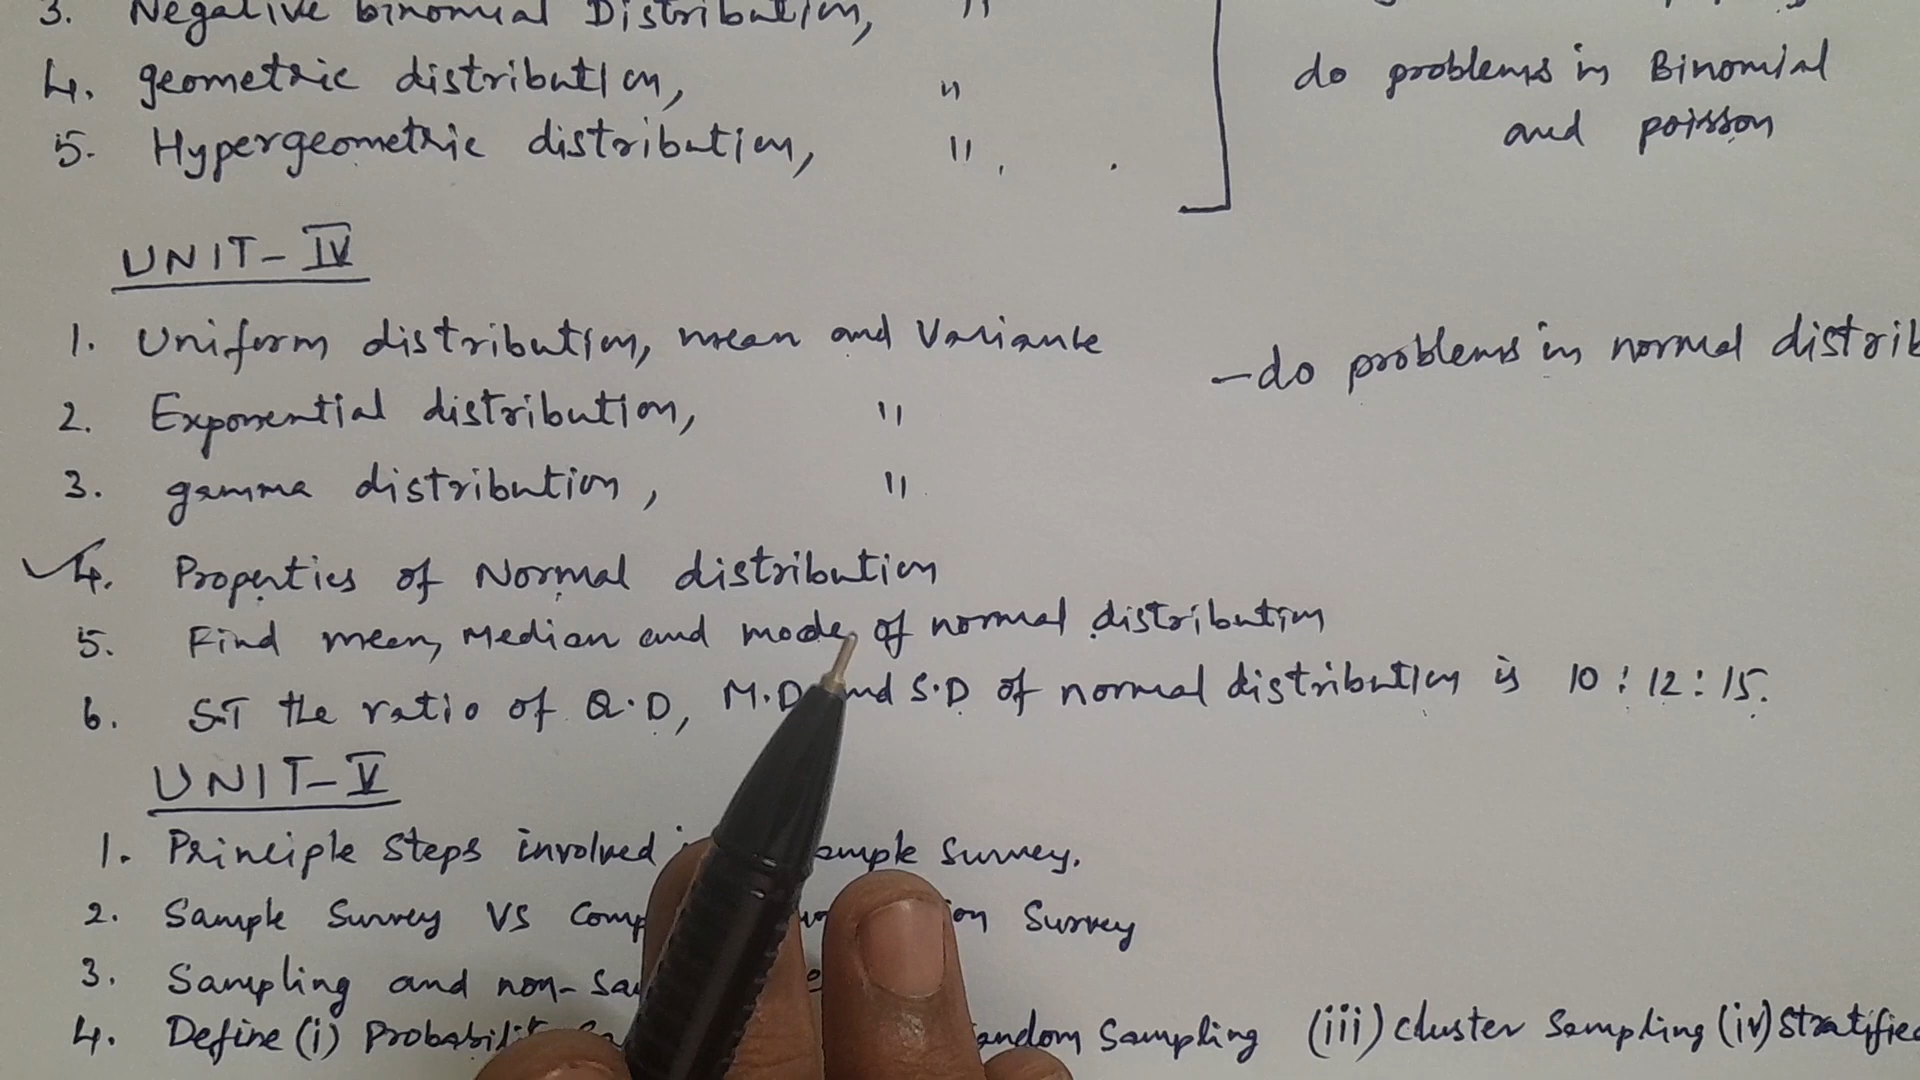 3. Negative binomial Distribution, "
4. geometric distribution, "
5. Hypergeometric distribution, " .
do problems in Binomial
and poisson
UNIT-IV
1. Uniform distribution, mean and Variance
2. Exponential distribution, "
3. gamma distribution, "
-do problems in normal distrib
4. Properties of Normal distribution
5. Find mean, Median and mode of normal distribution
6. S.T the ratio of Q.D, M.D and S.D of normal distribution is 10:12:15.
UNIT-V
1. Principle steps involved Sample Survey.
2. Sample Survey VS Survey
3. Sampling and non-
4. Define (i) Sampling (iii) cluster Sampling (iv) Stratified